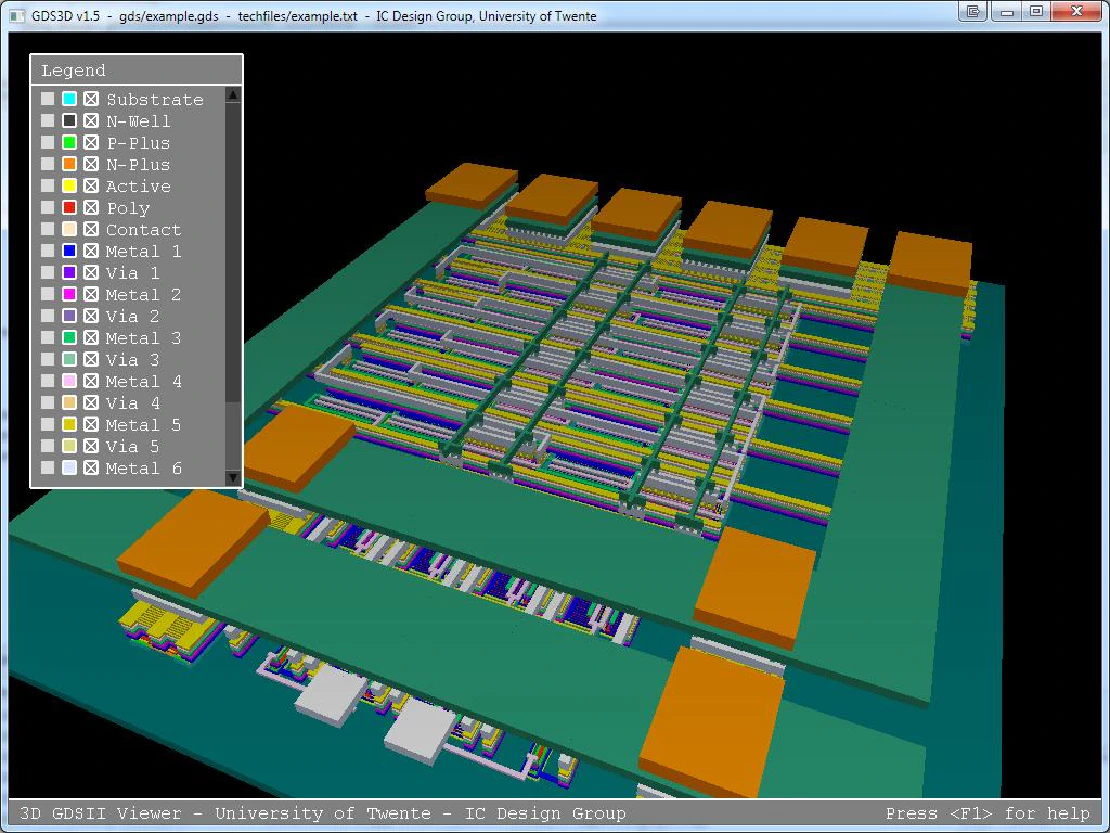 GDS3D v1.5 - gds/example.gds - techfiles/example.txt - IC Design Group, University of Twente
Legend
Substrate
N-Well
P-Plus
N-Plus
Active
Poly
Contact
Metal 1
Via 1
Metal 2
Via 2
Metal 3
Via 3
Metal 4
Via 4
Metal 5
Via 5
Metal 6
3D GDSII Viewer - University of Twente - IC Design Group
Press <F1> for help